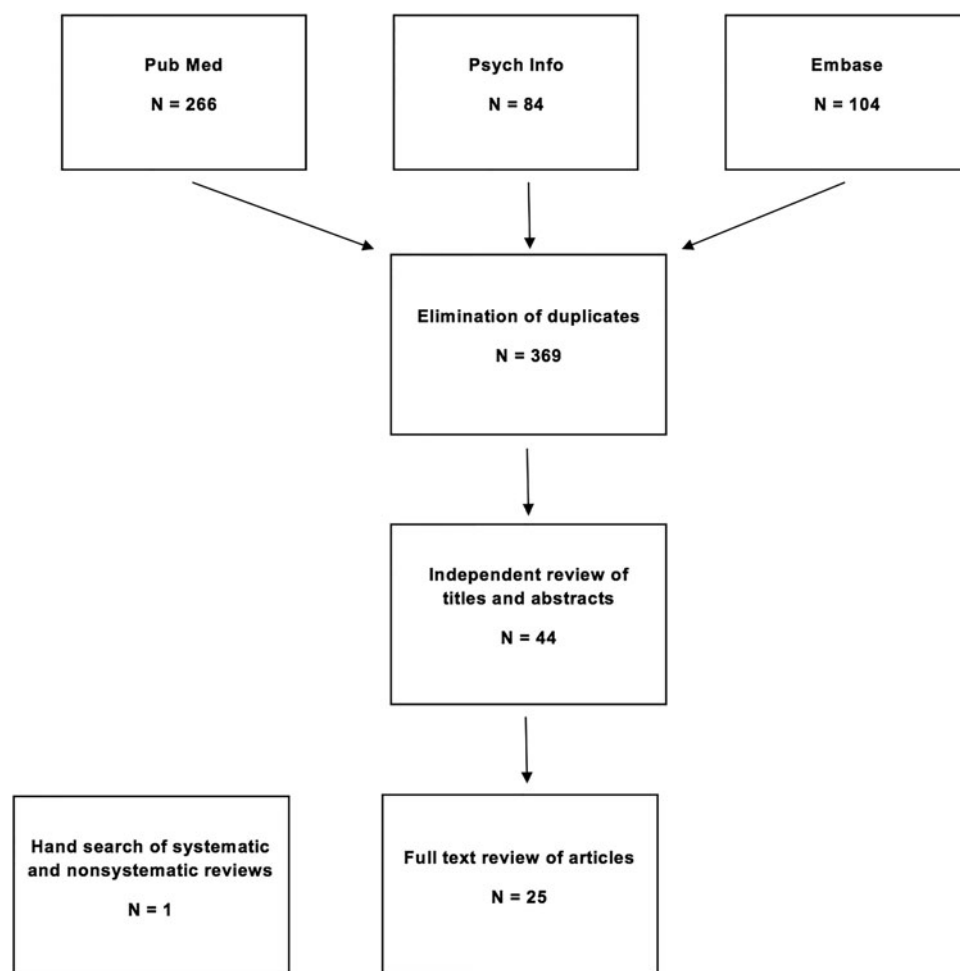 Pub Med
N = 266
Psych Info
N = 84
Embase
N = 104
Elimination of duplicates
N = 369
Independent review of
titles and abstracts
N = 44
Hand search of systematic
and nonsystematic reviews
N = 1
Full text review of articles
N = 25